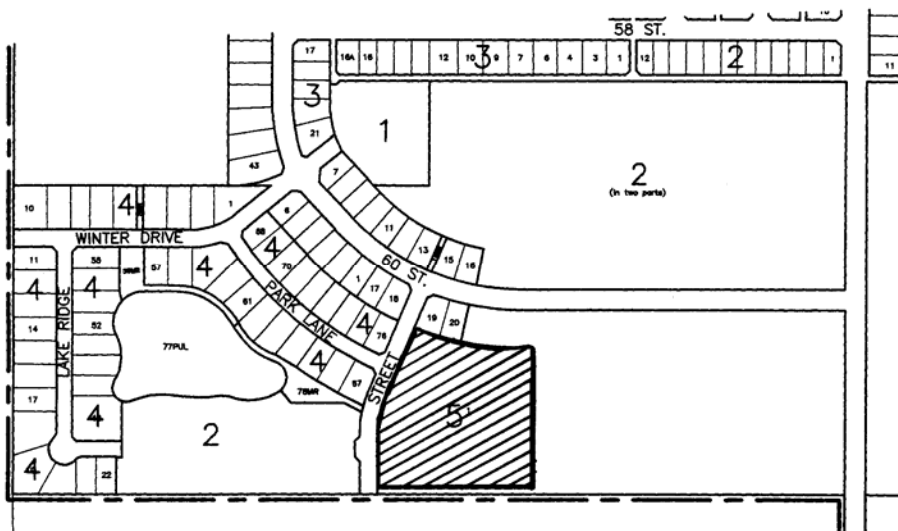 58 ST.
17
16A 16 12 10 9 7 6 4 3 1
3
12 2 1
11
3
21
1
43
7
2
(in two parts)
10 4 1
6
11
13 15 16
WINTER DRIVE
68
4
70
60 ST.
1 17 18
11
4
58
4
57
4
61
PARK LANE
4
76
19 20
14
LAKE RIDGE
52
77PUL
4
67
STREET
78MR
17
4
2
5 1
4
22